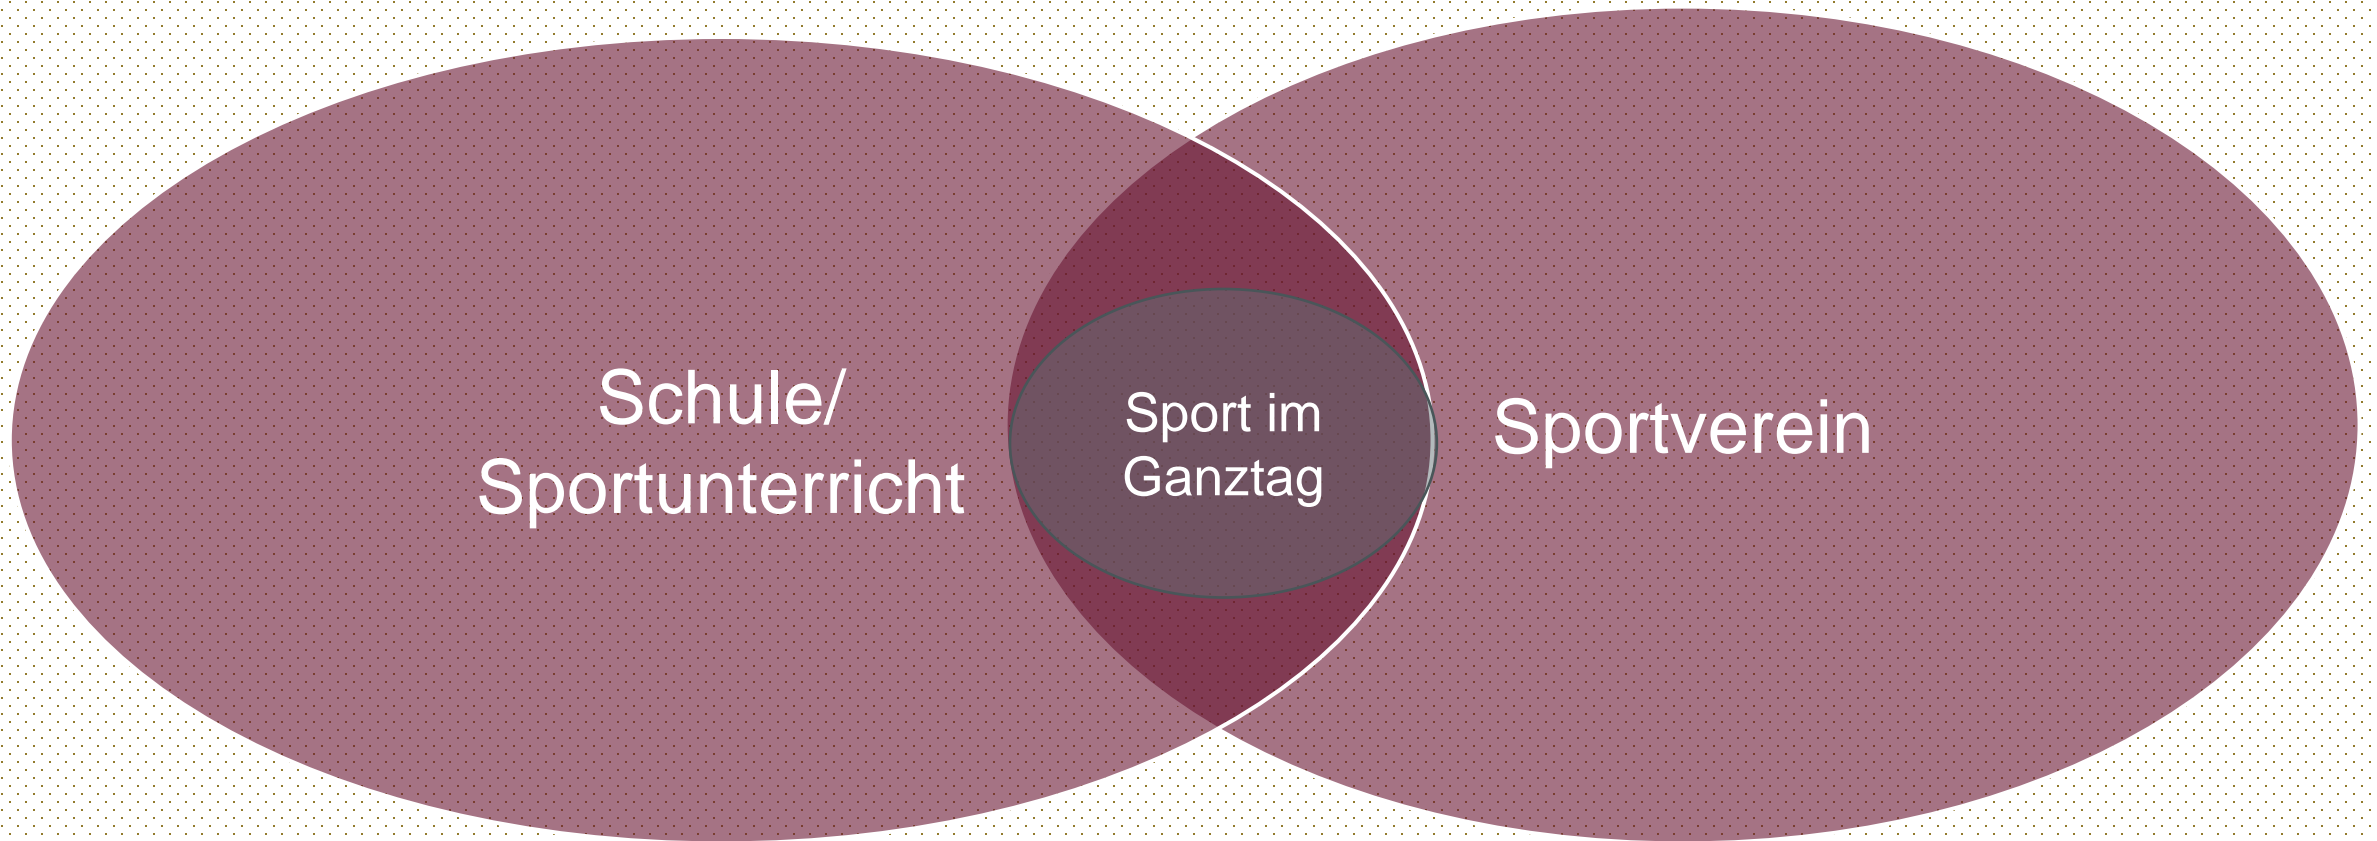 Schule/
Sportunterricht
Sport im
Ganztag
Sportverein